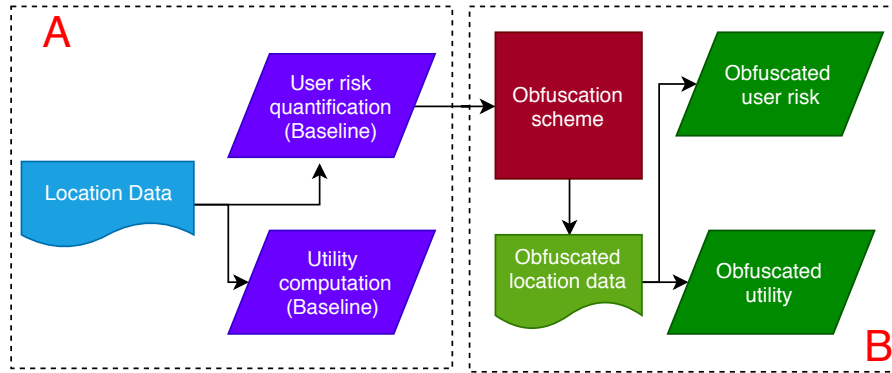 A
User risk
quantification
(Baseline)
Location Data
Utility
computation
(Baseline)
Obfuscation
scheme
Obfuscated
user risk
Obfuscated
location data
Obfuscated
utility
B